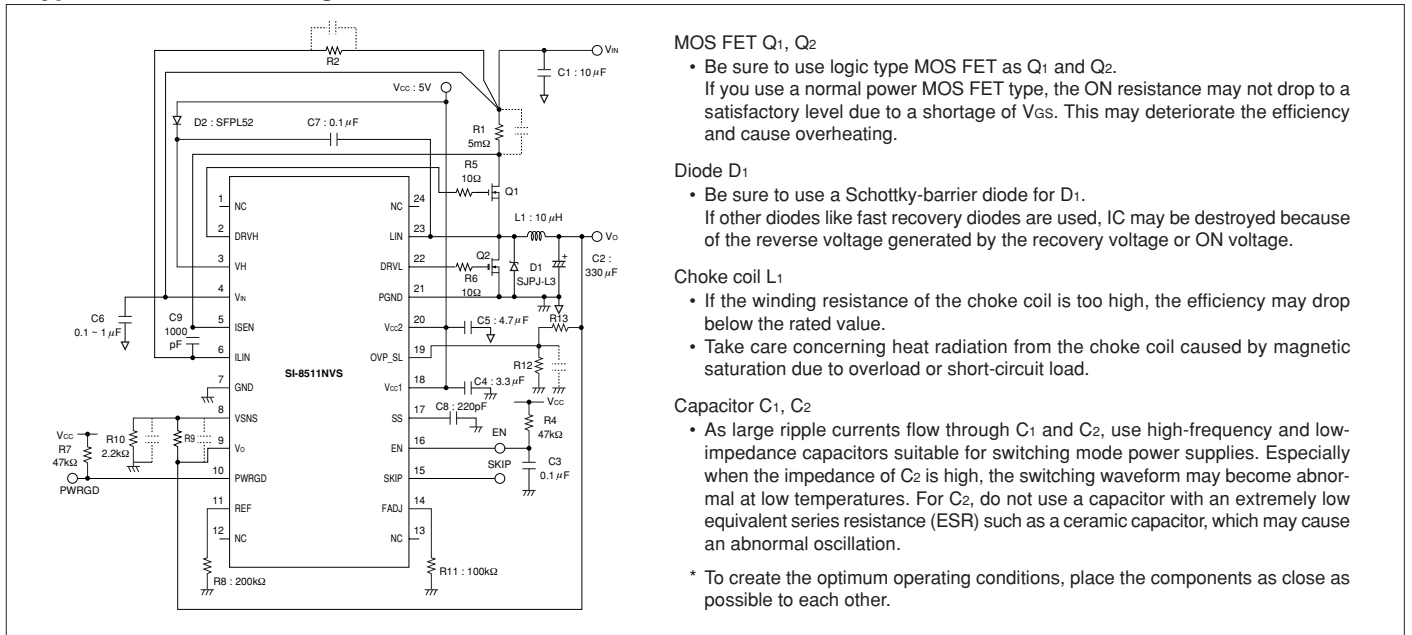 R2
VIN
C1 : 10 μF
Vcc : 5V
D2 : SFPL52
C7 : 0.1 μF
R1
5mΩ
R5
10Ω
Q1
1
NC
NC
24
2
DRVH
LIN
23
L1 : 10 μH
Vo
3
VH
DRVL
22
Q2
R6
10Ω
D1
SJPJ-L3
+
C2 :
330 μF
4
VIN
PGND
21
C6
0.1 ~ 1 μF
C9
1000
pF
5
ISEN
Vcc2
20
C5 : 4.7 μF
R13
6
ILIN
OVP_SL
19
R12
SI-8511NVS
7
GND
Vcc1
18
C4 : 3.3 μF
8
VSNS
SS
17
C8 : 220pF
Vcc
R4
47kΩ
Vcc
R7
47kΩ
R10
2.2kΩ
R9
9
Vo
EN
16
EN
10
PWRGD
SKIP
15
SKIP
C3
0.1 μF
PWRGD
11
REF
FADJ
14
12
NC
NC
13
R8 : 200kΩ
R11 : 100kΩ
MOS FET Q1, Q2
• Be sure to use logic type MOS FET as Q1 and Q2.
If you use a normal power MOS FET type, the ON resistance may not drop to a
satisfactory level due to a shortage of VGS. This may deteriorate the efficiency
and cause overheating.
Diode D1
• Be sure to use a Schottky-barrier diode for D1.
If other diodes like fast recovery diodes are used, IC may be destroyed because
of the reverse voltage generated by the recovery voltage or ON voltage.
Choke coil L1
• If the winding resistance of the choke coil is too high, the efficiency may drop
below the rated value.
• Take care concerning heat radiation from the choke coil caused by magnetic
saturation due to overload or short-circuit load.
Capacitor C1, C2
• As large ripple currents flow through C1 and C2, use high-frequency and low-
impedance capacitors suitable for switching mode power supplies. Especially
when the impedance of C2 is high, the switching waveform may become abnor-
mal at low temperatures. For C2, do not use a capacitor with an extremely low
equivalent series resistance (ESR) such as a ceramic capacitor, which may cause
an abnormal oscillation.
* To create the optimum operating conditions, place the components as close as
possible to each other.